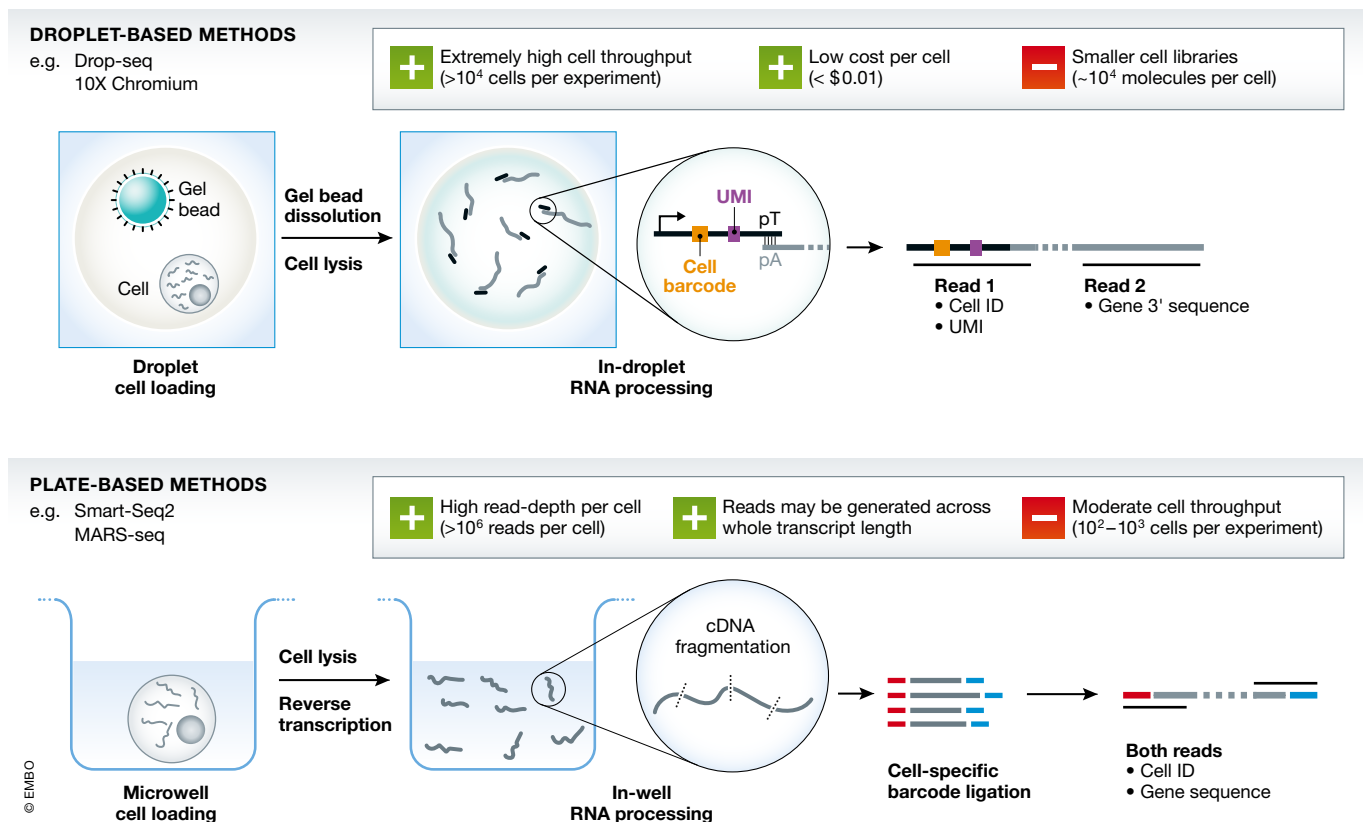 DROPLET-BASED METHODS
e.g. Drop-seq
10X Chromium
Extremely high cell throughput
(>10⁴ cells per experiment)
Low cost per cell
(< $0.01)
Smaller cell libraries
(~10⁴ molecules per cell)
Gel
bead
Cell
Gel bead
dissolution
Cell lysis
UMI
pT
pA
Cell
barcode
Read 1
• Cell ID
• UMI
Read 2
• Gene 3' sequence
Droplet
cell loading
In-droplet
RNA processing
PLATE-BASED METHODS
e.g. Smart-Seq2
MARS-seq
High read-depth per cell
(>10⁶ reads per cell)
Reads may be generated across
whole transcript length
Moderate cell throughput
(10²–10³ cells per experiment)
Cell lysis
Reverse
transcription
cDNA
fragmentation
Cell-specific
barcode ligation
Both reads
• Cell ID
• Gene sequence
Microwell
cell loading
In-well
RNA processing
© EMBO